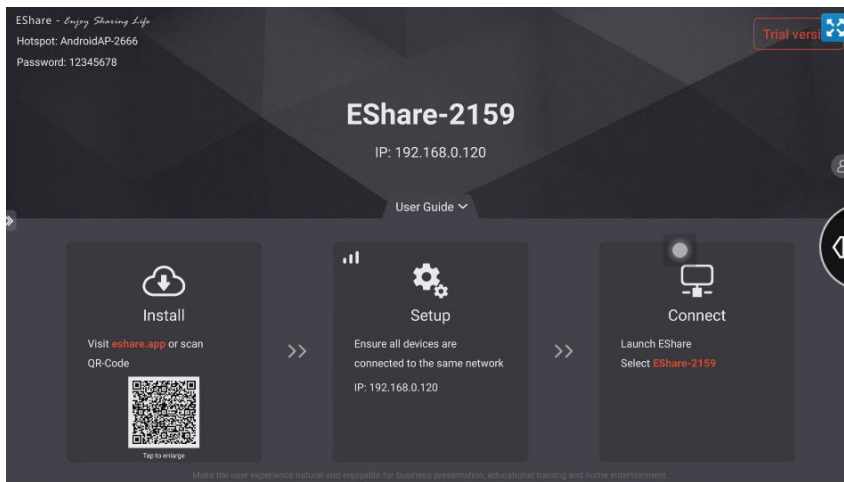 EShare - Enjoy Sharing Life
Hotspot: AndroidAP-2666
Password: 12345678
Trial versi
EShare-2159
IP: 192.168.0.120
User Guide
Install
Visit eshare.app or scan
QR-Code
Tap to enlarge
Setup
Ensure all devices are
connected to the same network
IP: 192.168.0.120
Connect
Launch EShare
Select EShare-2159
Make the user experience natural and enjoyable for business presentation, educational training and home entertainment.